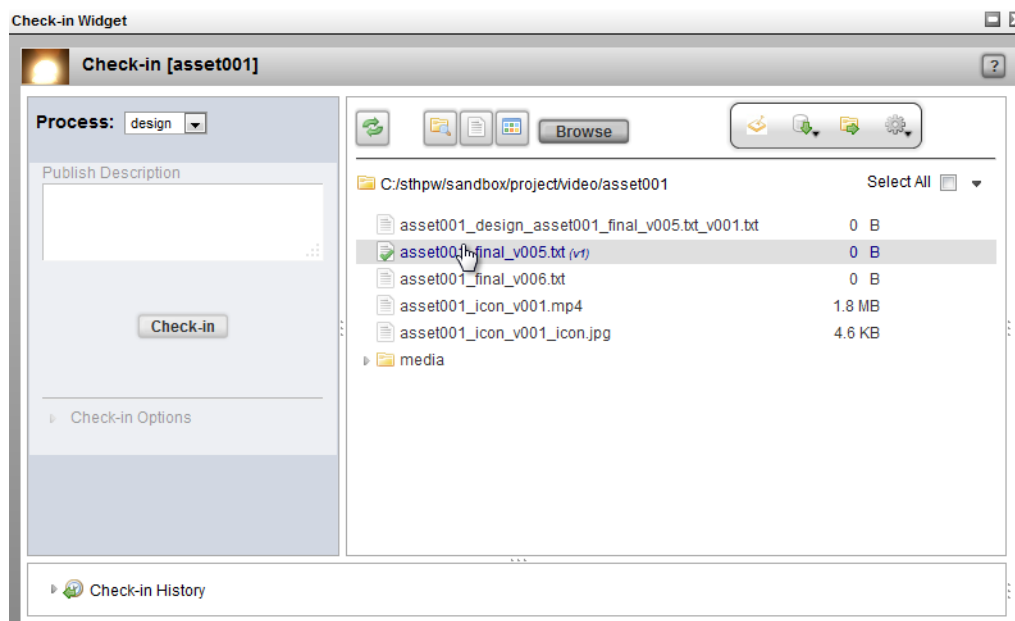 Check-in Widget
Check-in [asset001]
?
Process: design
Publish Description
Check-in
Check-in Options
Browse
C:/sthpw/sandbox/project/video/asset001 Select All
asset001_design_asset001_final_v005.txt_v001.txt 0 B
asset001_final_v005.txt (v1) 0 B
asset001_final_v006.txt 0 B
asset001_icon_v001.mp4 1.8 MB
asset001_icon_v001_icon.jpg 4.6 KB
media
Check-in History